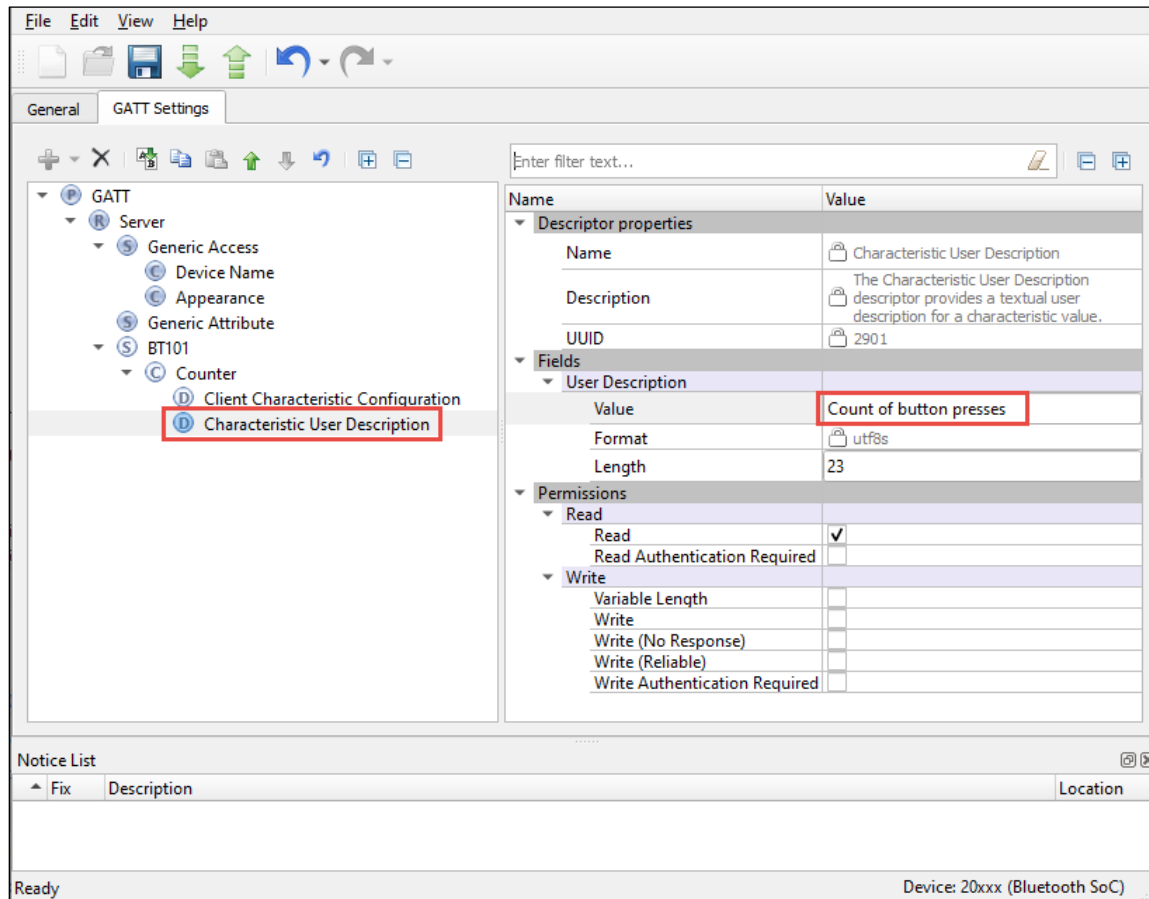 File Edit View Help
General GATT Settings
Enter filter text...
GATT
Server
Generic Access
Device Name
Appearance
Generic Attribute
BT101
Counter
Client Characteristic Configuration
Characteristic User Description
Name Value
Descriptor properties
Name Characteristic User Description
Description The Characteristic User Description
descriptor provides a textual user
description for a characteristic value.
UUID 2901
Fields
User Description
Value Count of button presses
Format utf8s
Length 23
Permissions
Read
Read
Read Authentication Required
Write
Variable Length
Write
Write (No Response)
Write (Reliable)
Write Authentication Required
Notice List
Fix Description Location
Ready Device: 20xxx (Bluetooth SoC)